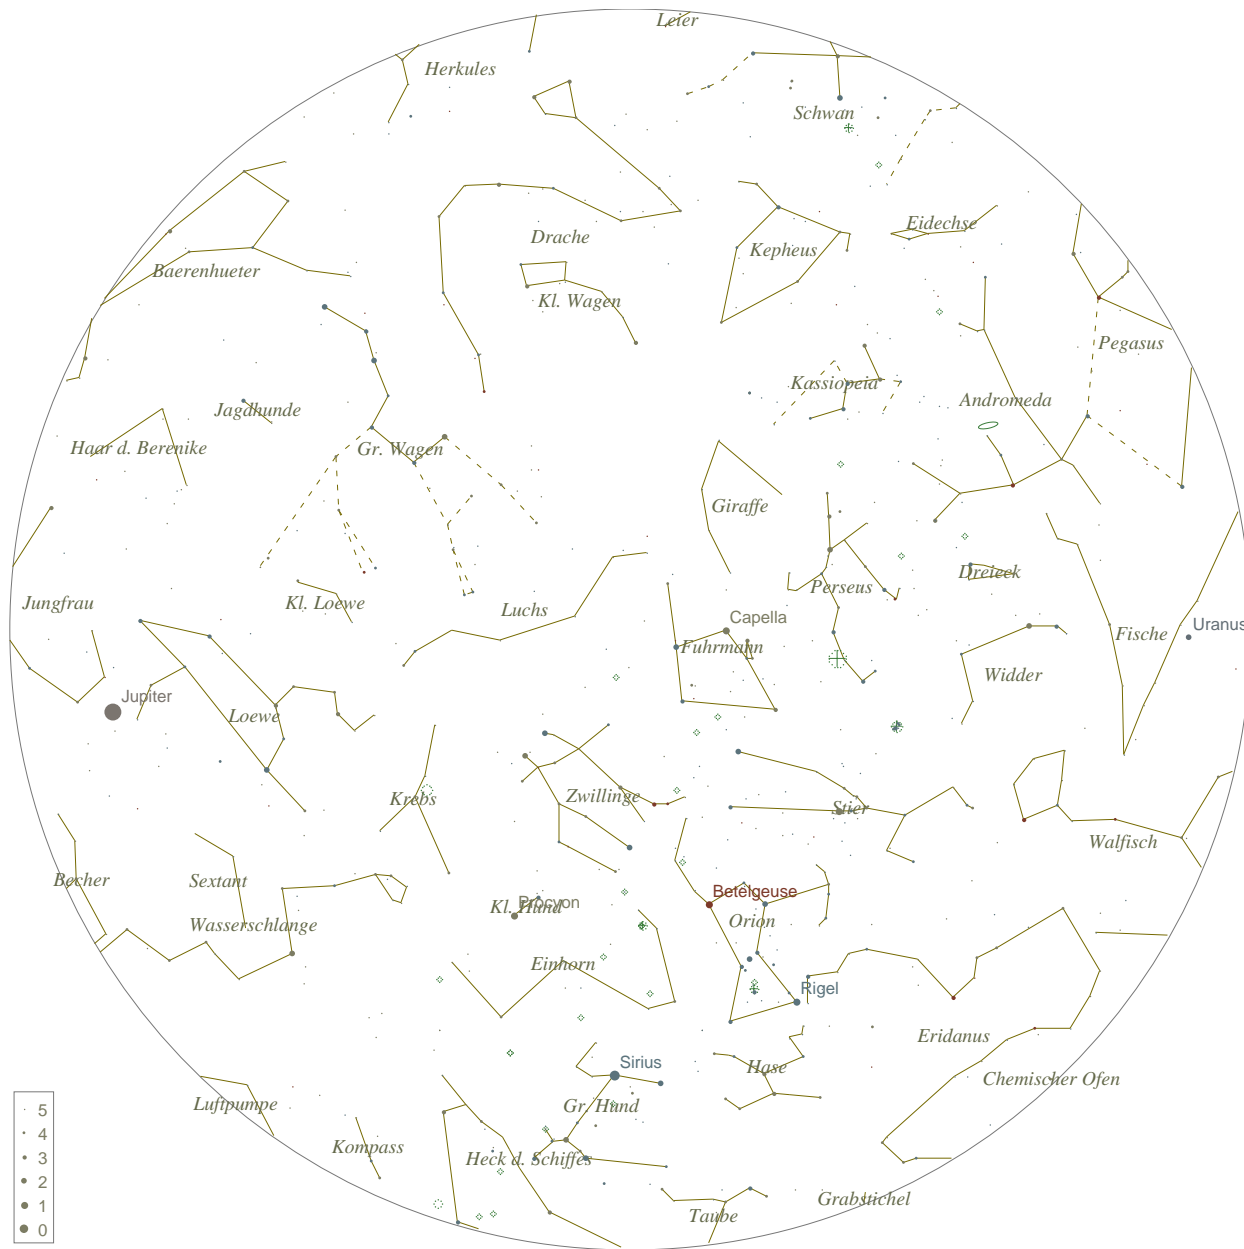 Leier
Herkules
Schwan
Eidechse
Drache
Kepheus
Baerenhueter
Kl. Wagen
Pegasus
Kassiopeia
Andromeda
Jagdhunde
Haar d. Berenike
Gr. Wagen
Giraffe
Dreieck
Perseus
Jungfrau
Kl. Loewe
Luchs
Capella
Uranus
Fische
Fuhrmann
Widder
Jupiter
Loewe
Zwillinge
Krebs
Stier
Walfisch
Becher
Sextant
Betelgeuse
Procyon
Kl. Hund
Orion
Wasserschlange
Einhorn
Rigel
Eridanus
Sirius
Hase
Chemischer Ofen
Luftpumpe
Gr. Hund
Kompass
Heck d. Schiffes
Grabstichel
Taube
5
4
3
2
1
0